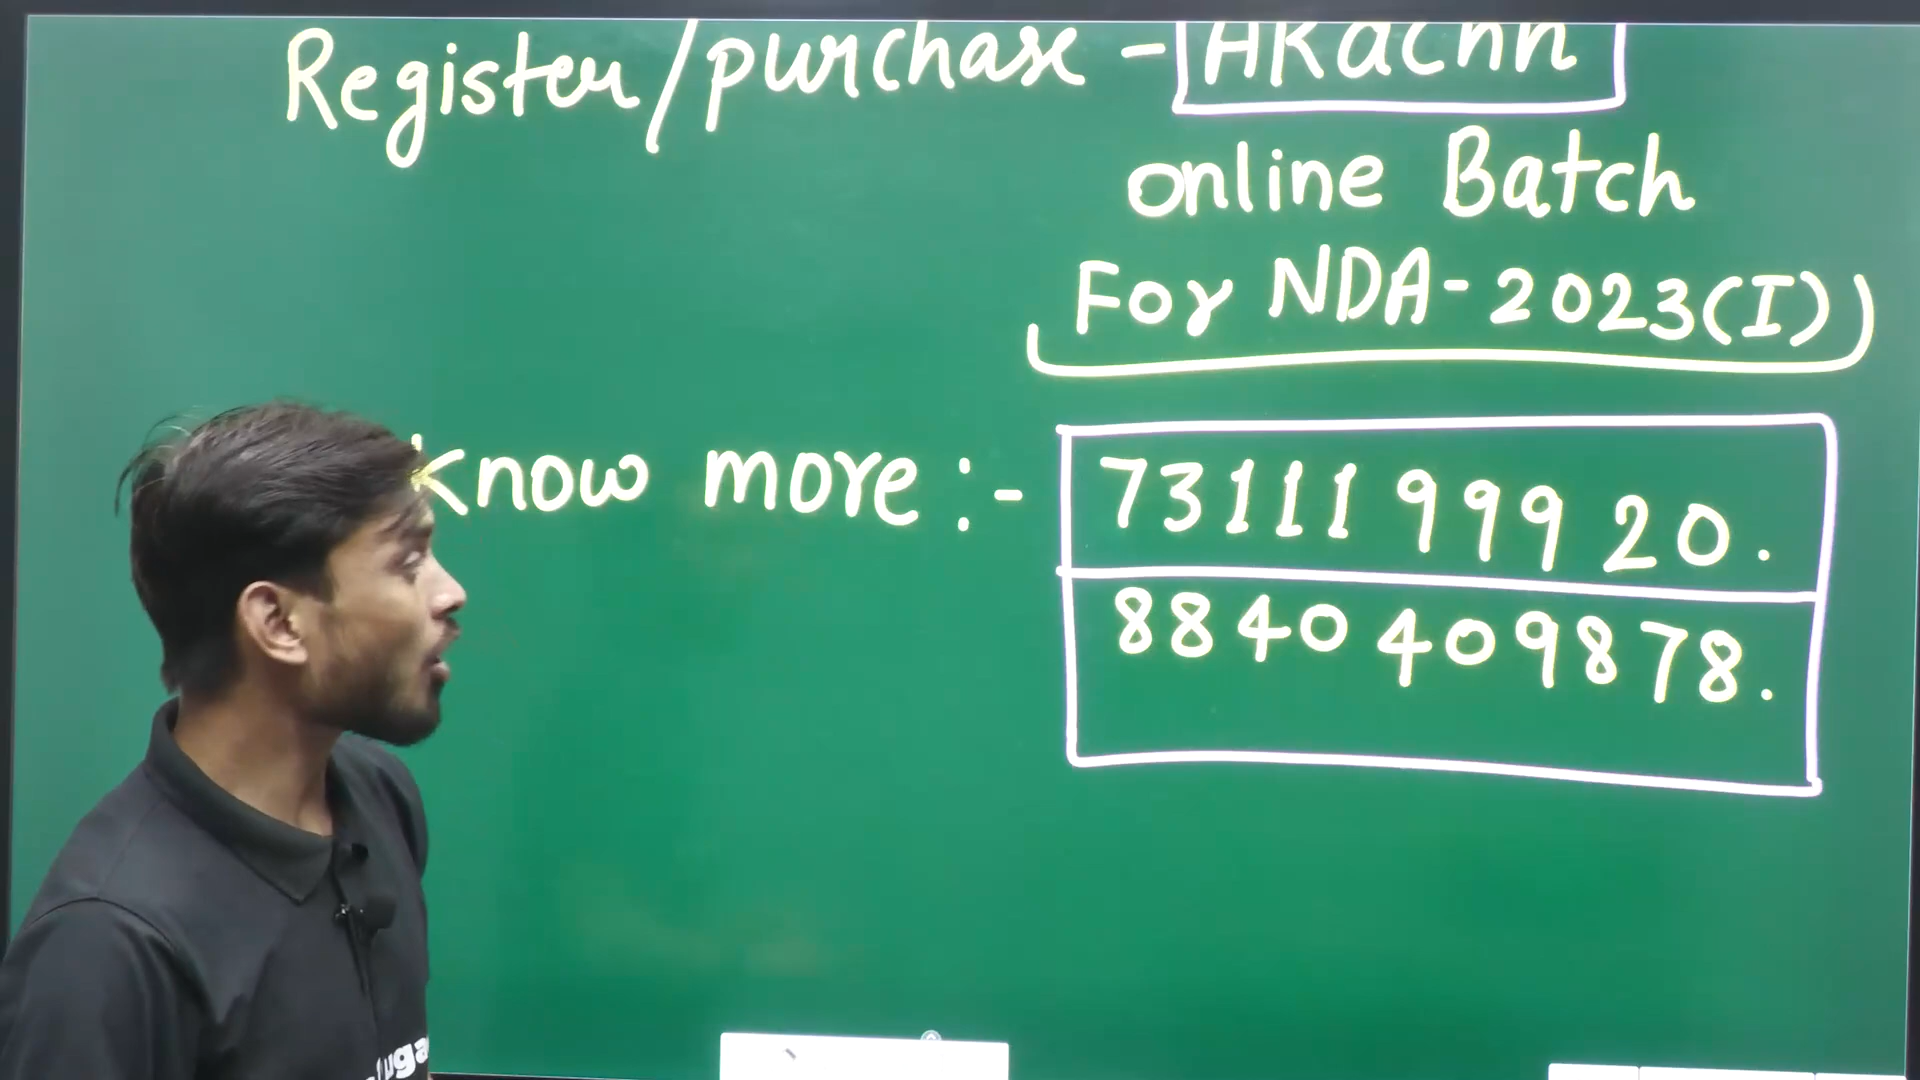 Register/purchase -
online Batch
For NDA-2023(I)
know more :- 7311199920.
8840409878.